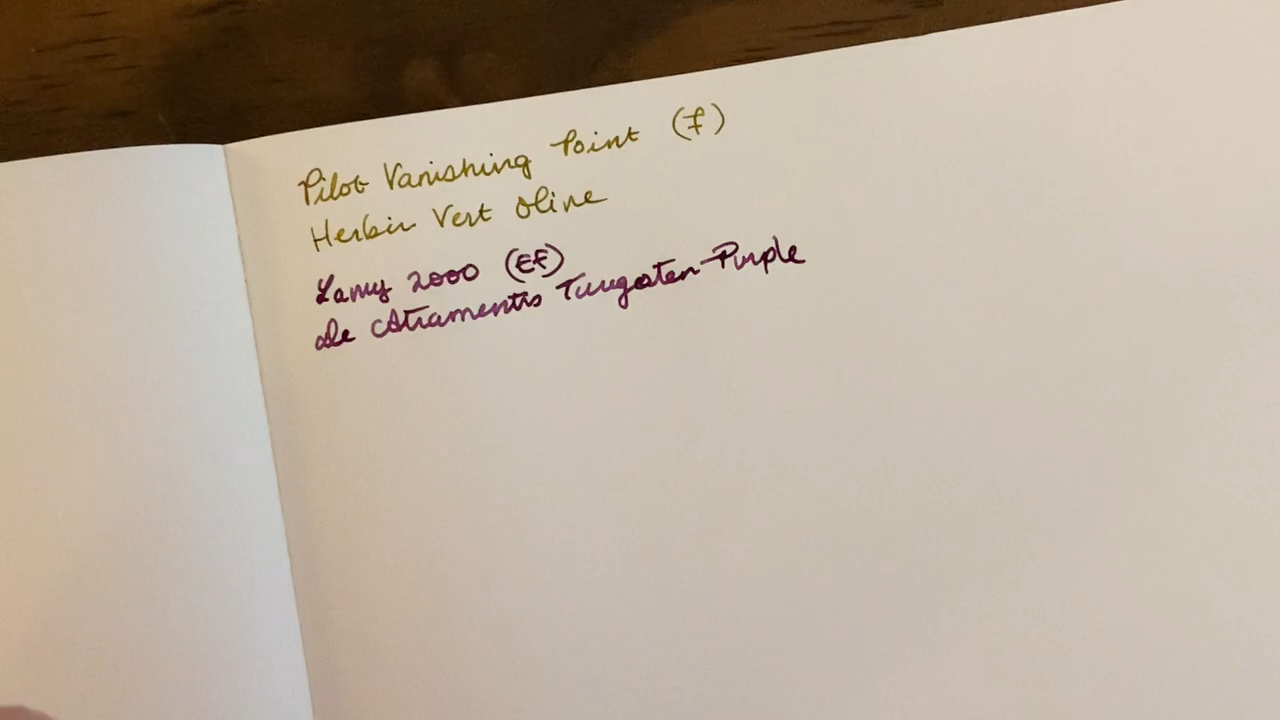 Pilot Vanishing Point (f)
Herbin Vert Olive
Lamy 2000 (EF)
De Atramentis Tungsten-Purple